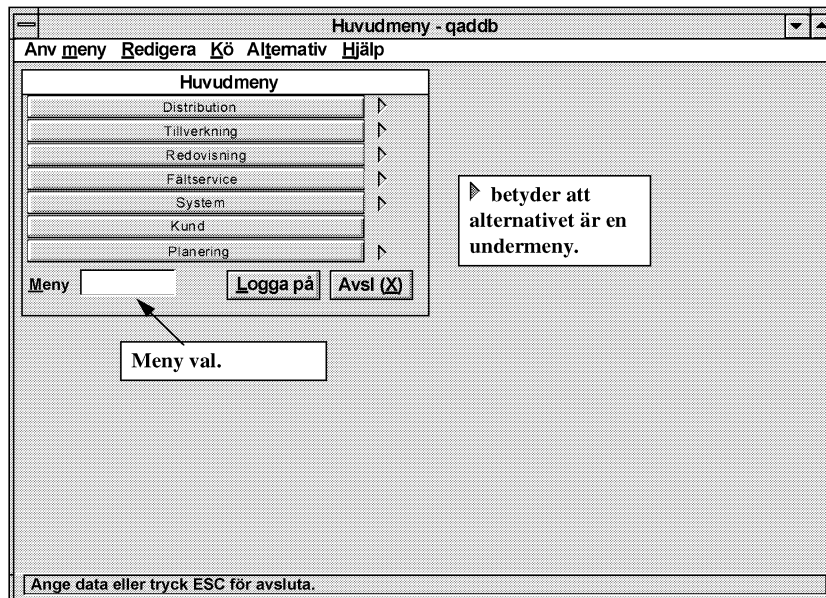 Huvudmeny - qaddb
Anv meny Redigera Kö Alternativ Hjälp
Huvudmeny
Distribution
Tillverkning
Redovisning
Fältservice
System
Kund
Planering
Meny Logga på Avsl (X)
betyder att
alternativet är en
undermeny.
Meny val.
Ange data eller tryck ESC för avsluta.